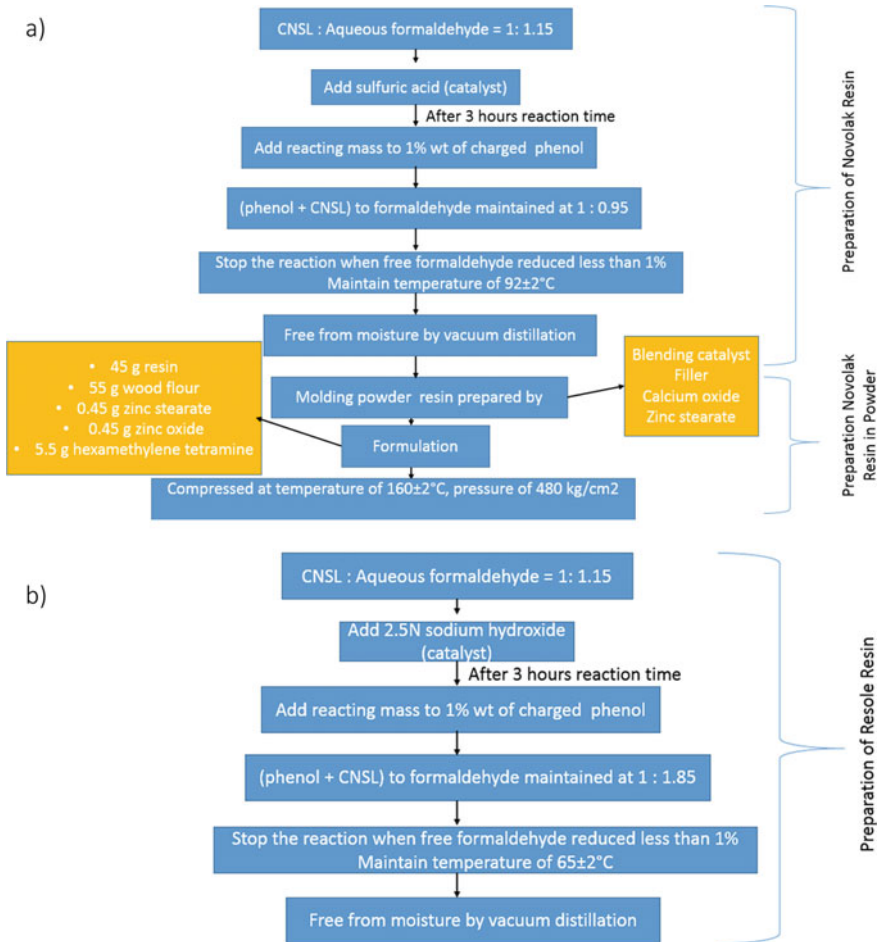 a)
CNSL : Aqueous formaldehyde = 1: 1.15
Add sulfuric acid (catalyst)
After 3 hours reaction time
Add reacting mass to 1% wt of charged phenol
(phenol + CNSL) to formaldehyde maintained at 1 : 0.95
Stop the reaction when free formaldehyde reduced less than 1%
Maintain temperature of 92±2°C
Free from moisture by vacuum distillation
Preparation of Novolak Resin
• 45 g resin
• 55 g wood flour
• 0.45 g zinc stearate
• 0.45 g zinc oxide
• 5.5 g hexamethylene tetramine
Molding powder resin prepared by
Blending catalyst
Filler
Calcium oxide
Zinc stearate
Formulation
Compressed at temperature of 160±2°C, pressure of 480 kg/cm2
Preparation Novolak
Resin in Powder
b)
CNSL : Aqueous formaldehyde = 1: 1.15
Add 2.5N sodium hydroxide
(catalyst)
After 3 hours reaction time
Add reacting mass to 1% wt of charged phenol
(phenol + CNSL) to formaldehyde maintained at 1 : 1.85
Stop the reaction when free formaldehyde reduced less than 1%
Maintain temperature of 65±2°C
Free from moisture by vacuum distillation
Preparation of Resole Resin